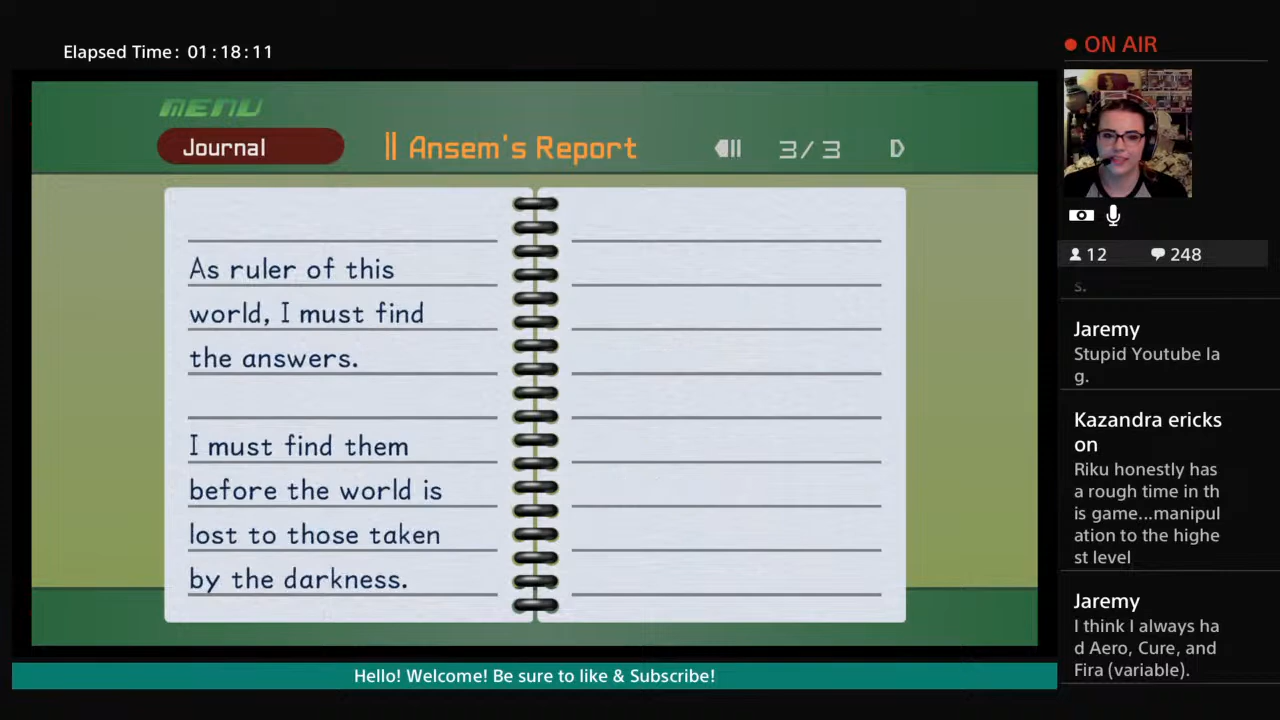 Elapsed Time: 01:18:11
ON AIR
MENU
Journal
Ansem's Report
3/3
As ruler of this
world, I must find
the answers.
I must find them
before the world is
lost to those taken
by the darkness.
12
248
s.
Jaremy
Stupid Youtube la
g.
Kazandra ericks
on
Riku honestly has
a rough time in th
is game...manipul
ation to the highe
st level
Jaremy
I think I always ha
d Aero, Cure, and
Fira (variable).
Hello! Welcome! Be sure to like & Subscribe!